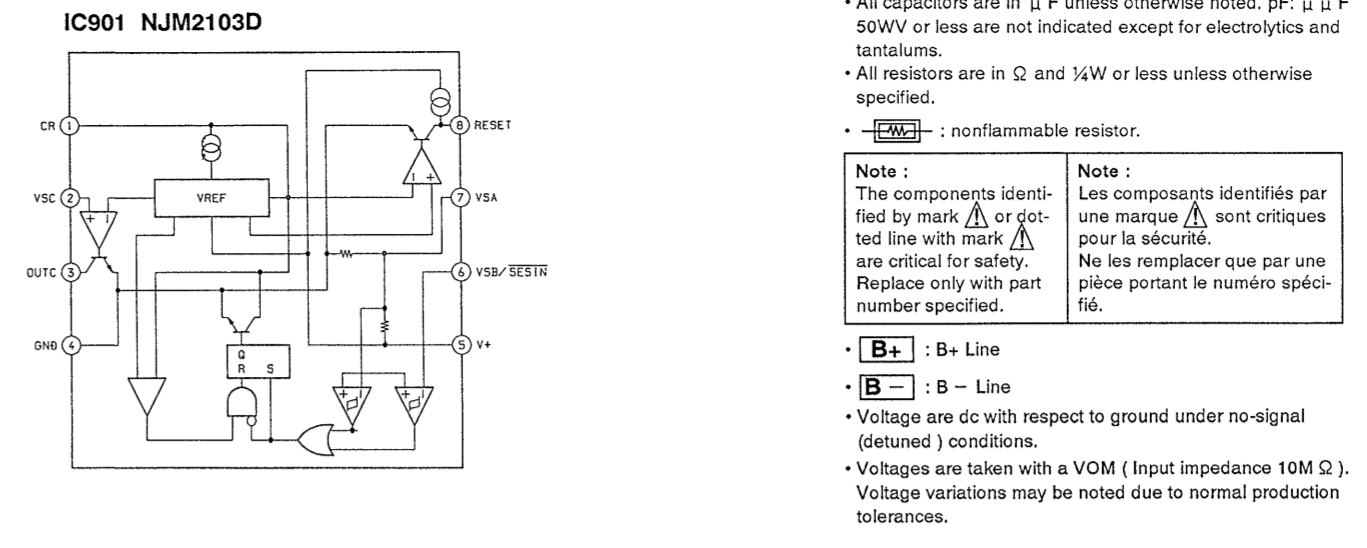 IC901 NJM2103D
CR 1
VSC 2
OUTC 3
GND 4
8 RESET
7 VSA
6 VSB/SESIN
5 V+
VREF
+ -
- +
Q
R S
+ -
+ -
• All capacitors are in μ F unless otherwise noted. pF: μ μ F
50WV or less are not indicated except for electrolytics and
tantalums.
• All resistors are in Ω and ¼W or less unless otherwise
specified.
• : nonflammable resistor.
Note :
The components identi-
fied by mark ⚠ or dot-
ted line with mark ⚠
are critical for safety.
Replace only with part
number specified.
Note :
Les composants identifiés par
une marque ⚠ sont critiques
pour la sécurité.
Ne les remplacer que par une
pièce portant le numéro spéci-
fié.
• B+ : B+ Line
• B − : B − Line
• Voltage are dc with respect to ground under no-signal
(detuned ) conditions.
• Voltages are taken with a VOM ( Input impedance 10M Ω ).
Voltage variations may be noted due to normal production
tolerances.